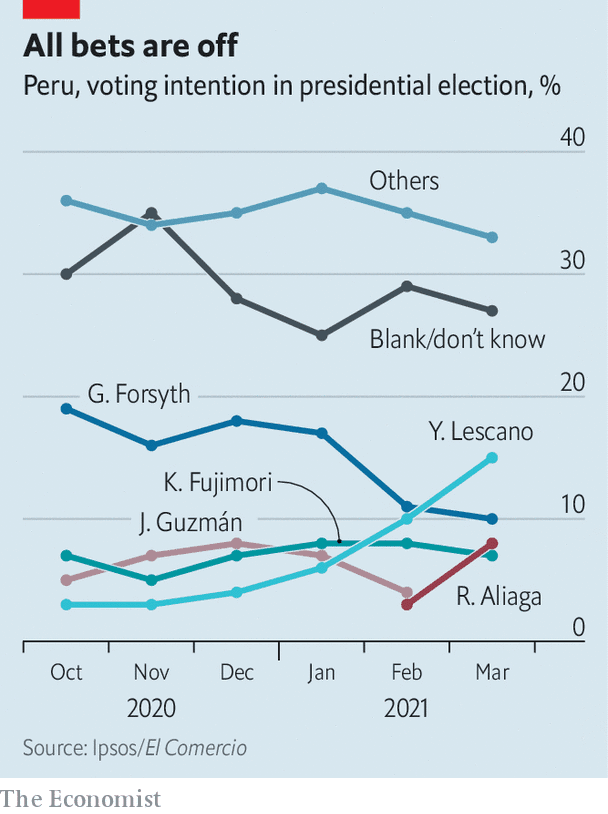 All bets are off
Peru, voting intention in presidential election, %
40
Others
30
Blank/don't know
20
G. Forsyth
Y. Lescano
K. Fujimori
J. Guzmán
10
R. Aliaga
0
Oct Nov Dec Jan Feb Mar
2020 2021
Source: Ipsos/El Comercio
The Economist